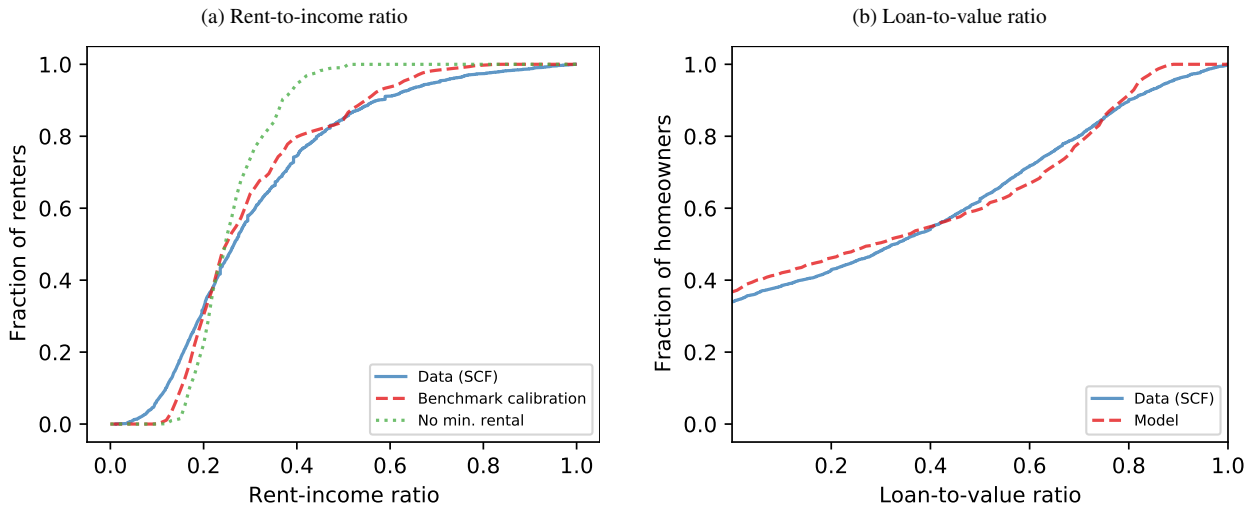 (a) Rent-to-income ratio
1.0
0.8
0.6
0.4
0.2
0.0
Fraction of renters
Data (SCF)
Benchmark calibration
No min. rental
0.0 0.2 0.4 0.6 0.8 1.0
Rent-income ratio
(b) Loan-to-value ratio
1.0
0.8
0.6
0.4
0.2
0.0
Fraction of homeowners
Data (SCF)
Model
0.2 0.4 0.6 0.8 1.0
Loan-to-value ratio